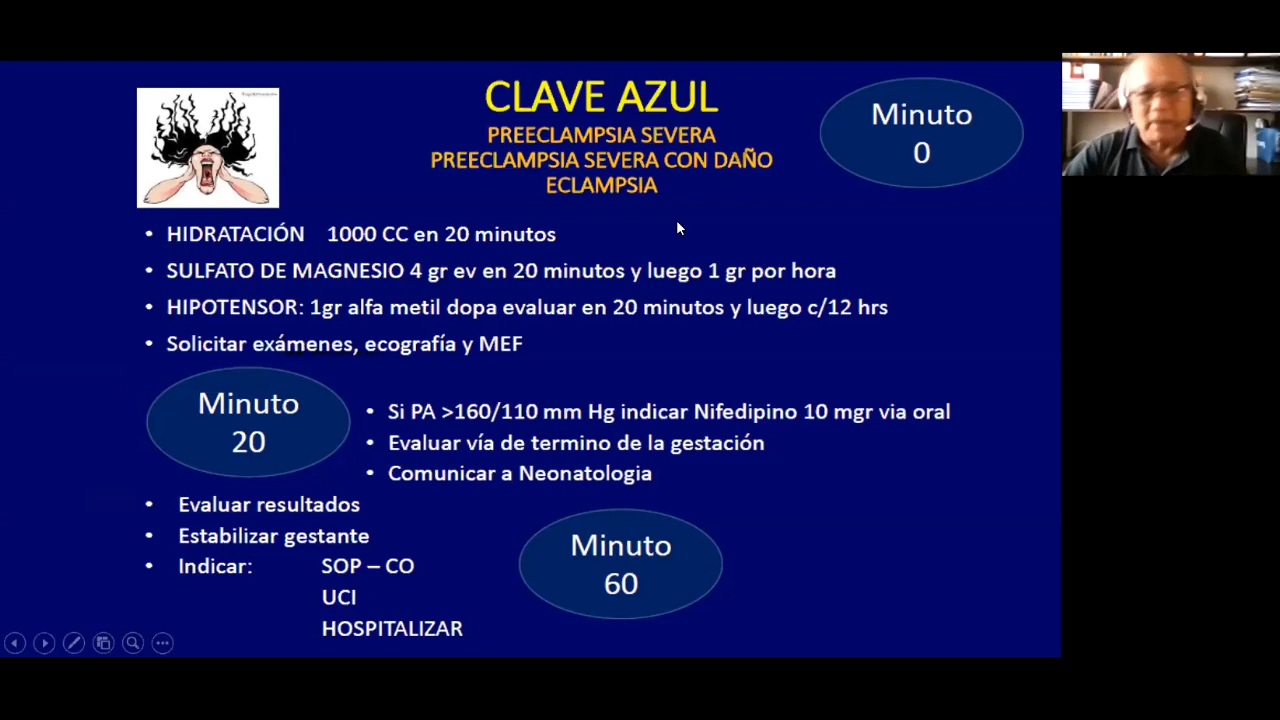 CLAVE AZUL
PREECLAMPSIA SEVERA
PREECLAMPSIA SEVERA CON DAÑO
ECLAMPSIA
Minuto
0
• HIDRATACIÓN 1000 CC en 20 minutos
• SULFATO DE MAGNESIO 4 gr ev en 20 minutos y luego 1 gr por hora
• HIPOTENSOR: 1gr alfa metil dopa evaluar en 20 minutos y luego c/12 hrs
• Solicitar exámenes, ecografía y MEF
Minuto
20
• Si PA >160/110 mm Hg indicar Nifedipino 10 mgr via oral
• Evaluar vía de termino de la gestación
• Comunicar a Neonatologia
• Evaluar resultados
• Estabilizar gestante
• Indicar: SOP – CO
UCI
HOSPITALIZAR
Minuto
60